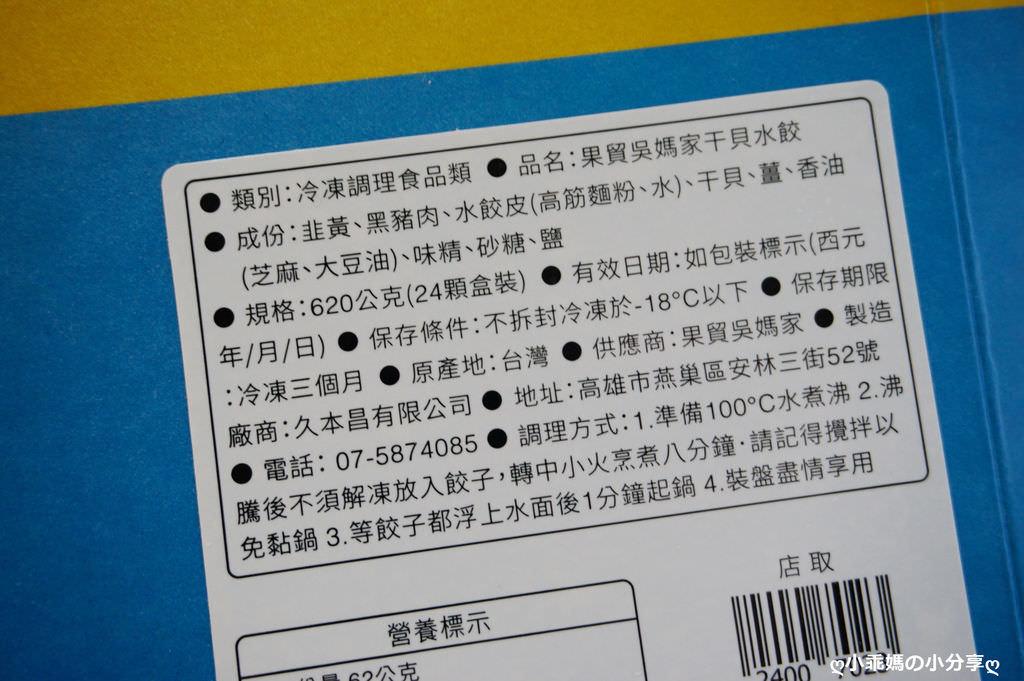 ● 類別：冷凍調理食品類 ● 品名：果貿吳媽家干貝水餃
● 成份：韭黃、黑豬肉、水餃皮(高筋麵粉、水)、干貝、薑、香油
(芝麻、大豆油)、味精、砂糖、鹽
● 規格：620公克(24顆盒裝) ● 有效日期：如包裝標示(西元
年/月/日) ● 保存條件：不拆封冷凍於-18°C以下 ● 保存期限
：冷凍三個月 ● 原產地：台灣 ● 供應商：果貿吳媽家 ● 製造
廠商：久本昌有限公司 ● 地址：高雄市燕巢區安林三街52號
● 電話： 07-5874085 ● 調理方式：1.準備100°C水煮沸 2.沸
騰後不須解凍放入餃子，轉中小火烹煮八分鐘．請記得攪拌以
免黏鍋 3.等餃子都浮上水面後1分鐘起鍋 4.裝盤盡情享用
店取
營養標示
62公克
2400
ღ小乖媽の小分享ღ